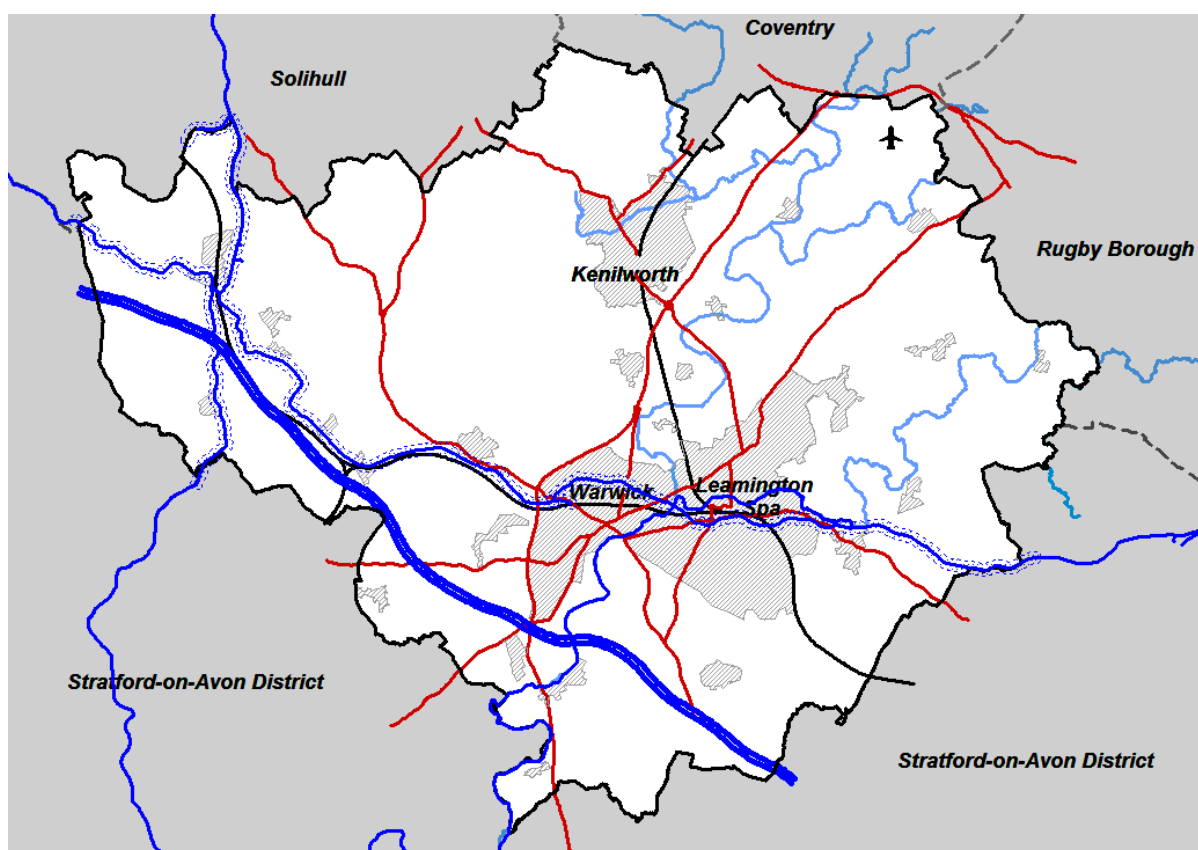 Coventry
Solihull
Rugby Borough
Kenilworth
Warwick
Leamington
Spa
Stratford-on-Avon District
Stratford-on-Avon District